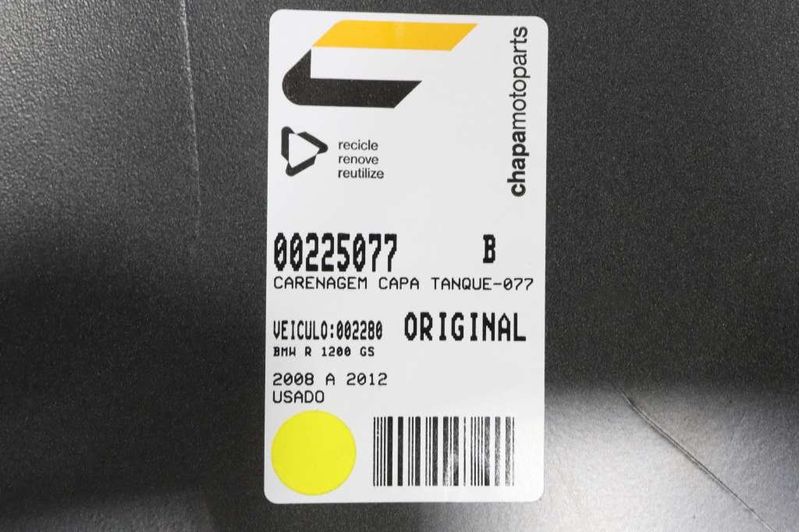 chapamotoparts
recicle
renove
reutilize
00225077 B
CARENAGEM CAPA TANQUE-077
VEICULO:002280 ORIGINAL
BMW R 1200 GS
2008 A 2012
USADO